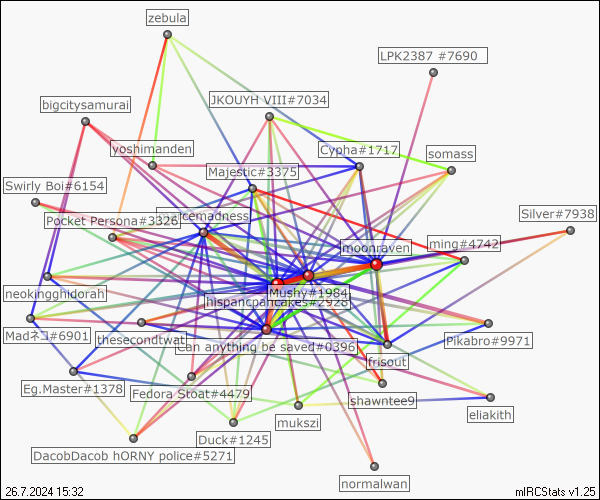 zebula
LPK2387 #7690
bigcitysamurai
JKOUYH VIII#7034
yoshimanden
Cypha#1717
somass
Majestic#3375
Swirly Boi#6154
Pocket Persona#3326
rcemadness
Silver#7938
moonraven
ming#4742
neokingghidorah
Mushy#1984
hispancpancakes#2926
Madネコ#6901
thesecondtwat
Can anything be saved#0396
Pikabro#9971
frisout
Eg.Master#1378
Fedora Stoat#4479
shawntee9
eliakith
mukszi
Duck#1245
DacobDacob hORNY police#5271
normalwan
26.7.2024 15:32
mIRCStats v1.25